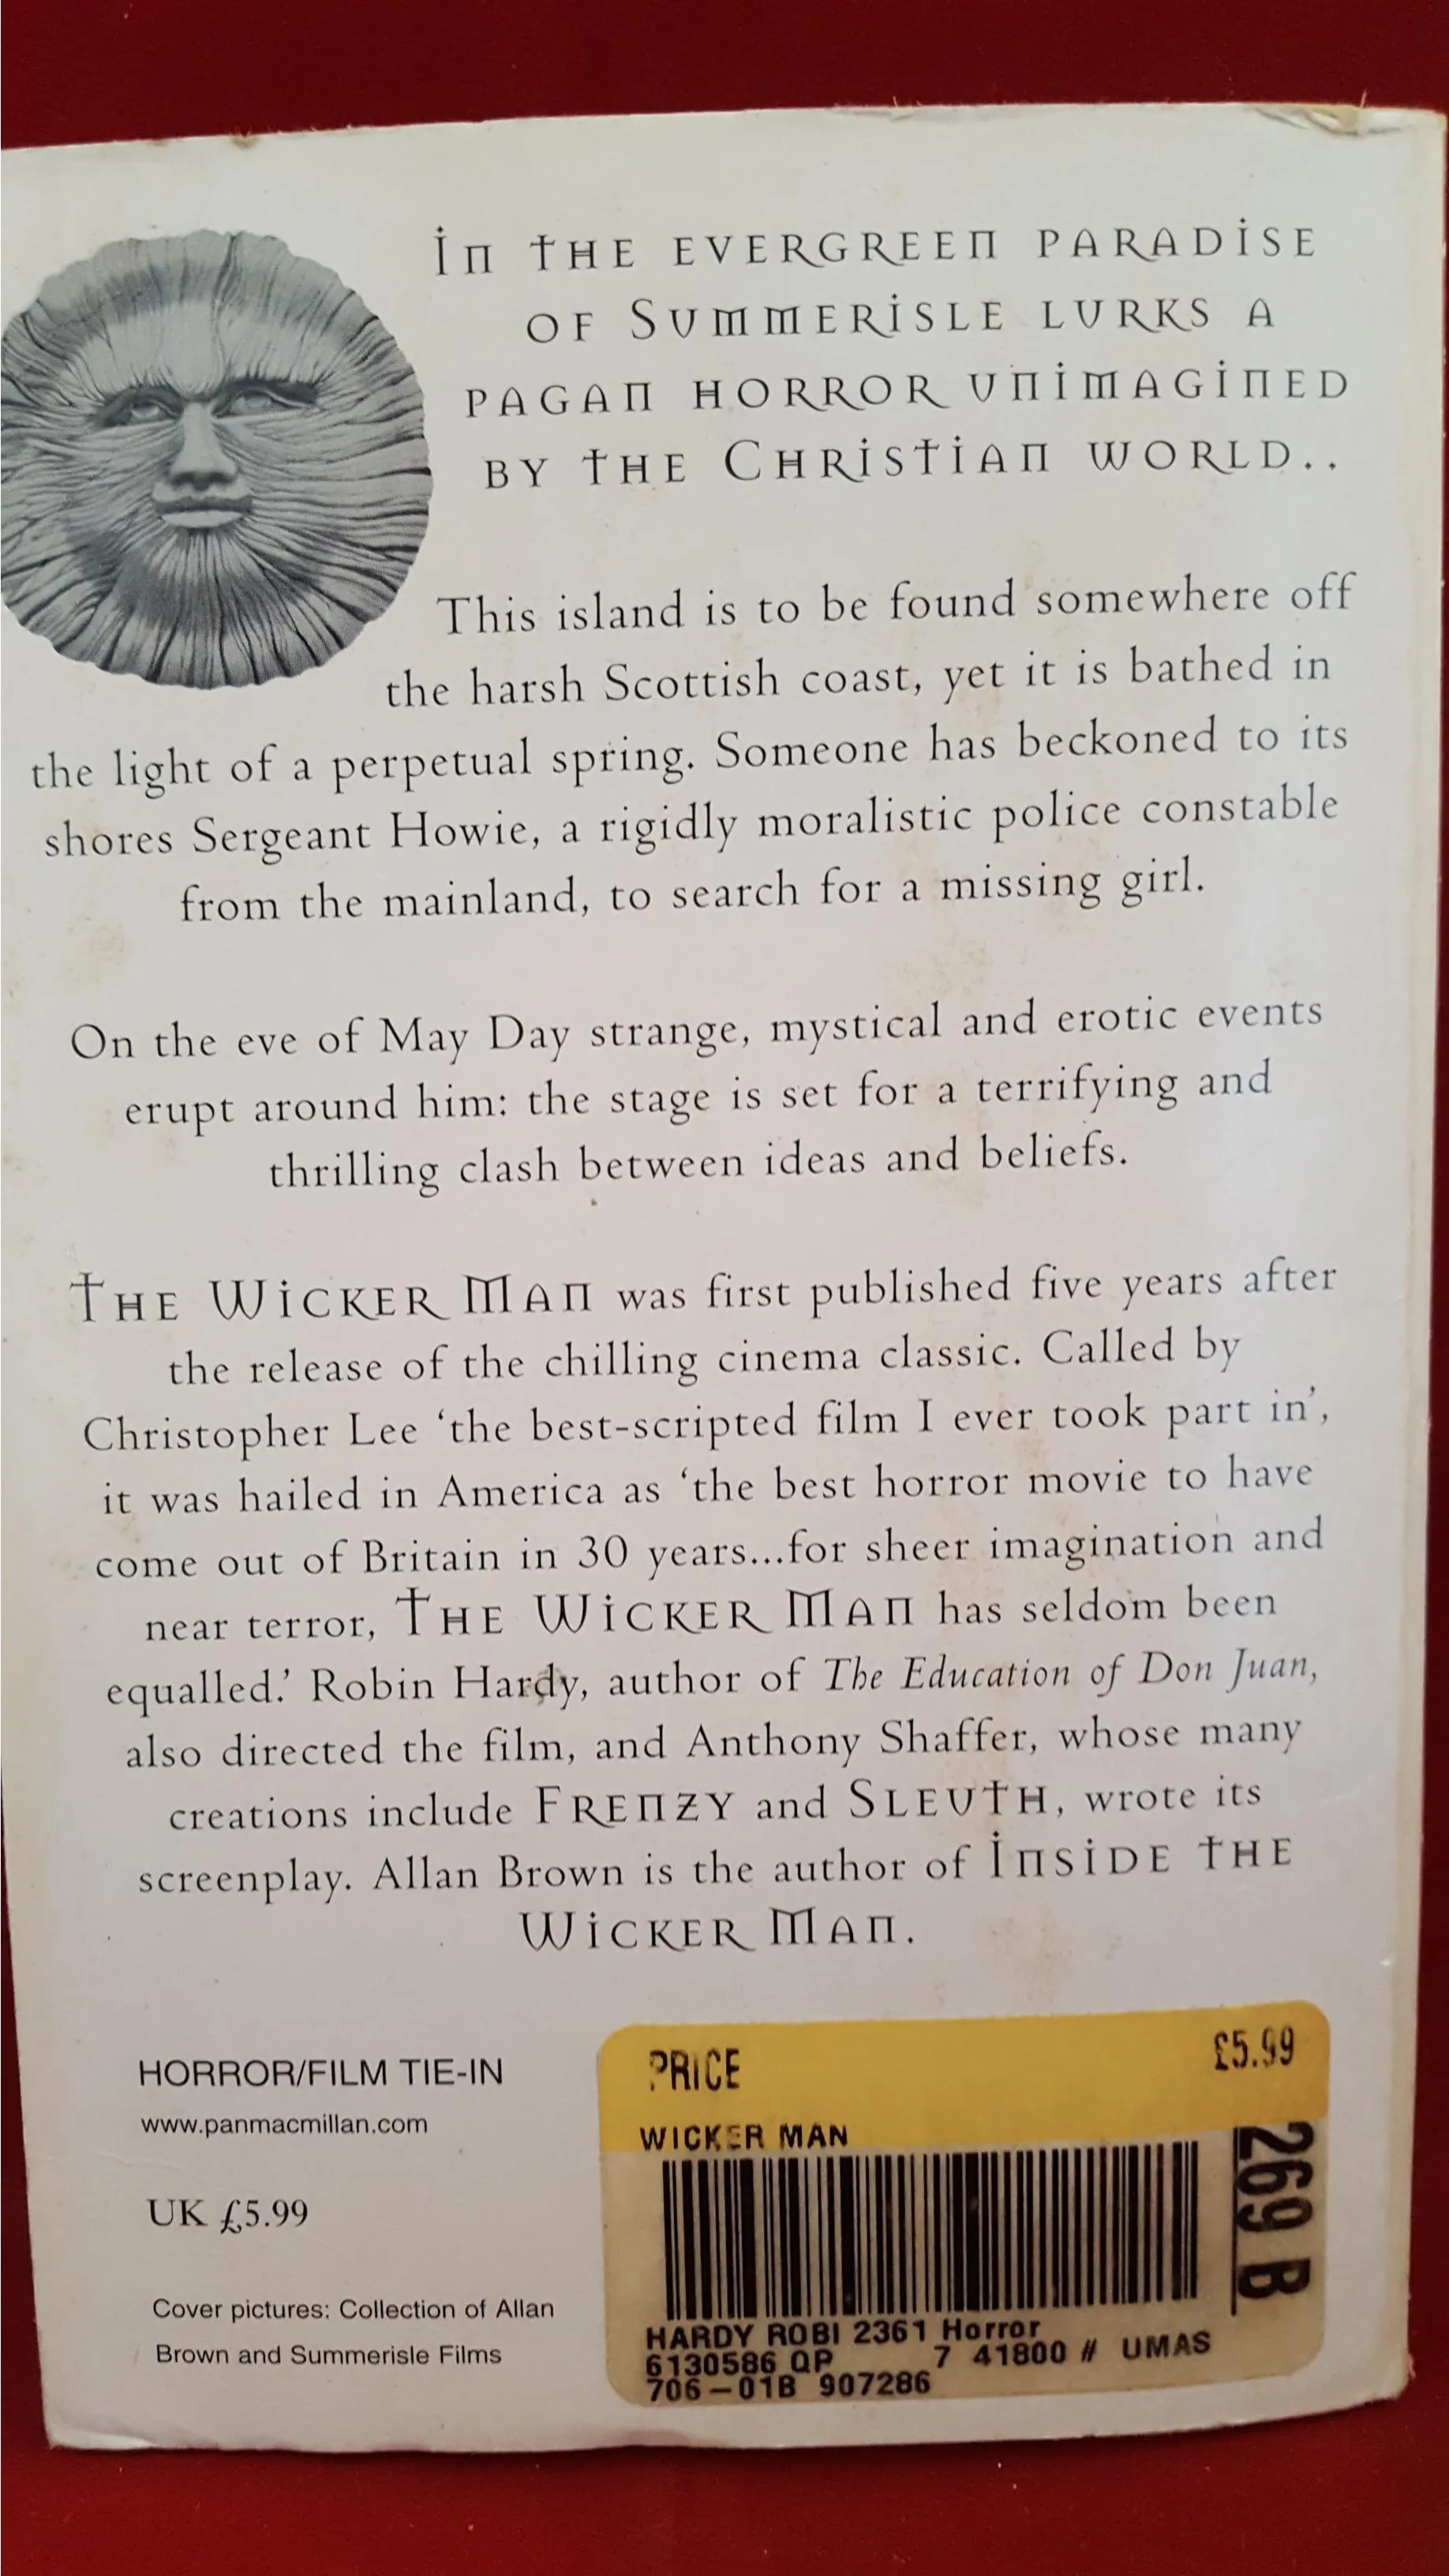 In the evergreen paradise
of Summerisle lurks a
pagan horror unimagined
by the Christian world..
This island is to be found somewhere off
the harsh Scottish coast, yet it is bathed in
the light of a perpetual spring. Someone has beckoned to its
shores Sergeant Howie, a rigidly moralistic police constable
from the mainland, to search for a missing girl.
On the eve of May Day strange, mystical and erotic events
erupt around him: the stage is set for a terrifying and
thrilling clash between ideas and beliefs.
The Wicker Man was first published five years after
the release of the chilling cinema classic. Called by
Christopher Lee ‘the best-scripted film I ever took part in’,
it was hailed in America as ‘the best horror movie to have
come out of Britain in 30 years...for sheer imagination and
near terror, The Wicker Man has seldom been
equalled.’ Robin Hardy, author of The Education of Don Juan,
also directed the film, and Anthony Shaffer, whose many
creations include Frenzy and Sleuth, wrote its
screenplay. Allan Brown is the author of Inside the
Wicker Man.
HORROR/FILM TIE-IN
www.panmacmillan.com
UK £5.99
Cover pictures: Collection of Allan
Brown and Summerisle Films
PRICE £5.99
WICKER MAN
269 B
HARDY ROBI 2361 Horror
6130586 QP 7 41800 # UMAS
706-01B 907286